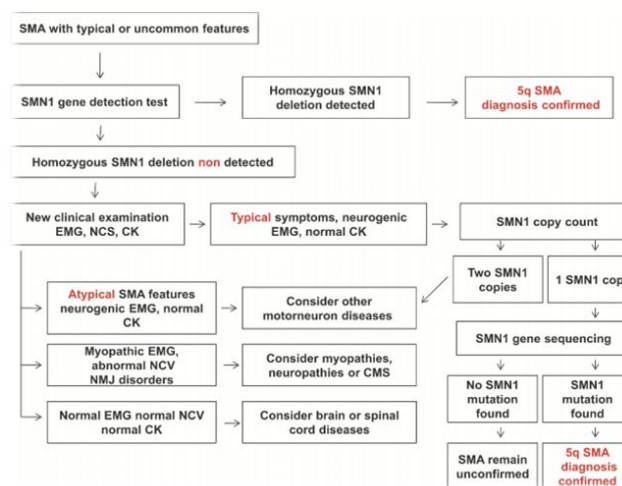 SMA with typical or uncommon features
SMN1 gene detection test
Homozygous SMN1
deletion detected
5q SMA
diagnosis confirmed
Homozygous SMN1 deletion non detected
New clinical examination
EMG, NCS, CK
Typical symptoms, neurogenic
EMG, normal CK
SMN1 copy count
Two SMN1
copies
1 SMN1 cop
Atypical SMA features
neurogenic EMG, normal
CK
Consider other
motorneuron diseases
SMN1 gene sequencing
Myopathic EMG,
abnormal NCV
NMJ disorders
Consider myopathies,
neuropathies or CMS
No SMN1
mutation
found
SMN1
mutation
found
Normal EMG normal NCV
normal CK
Consider brain or spinal
cord diseases
SMA remain
unconfirmed
5q SMA
diagnosis
confirmed